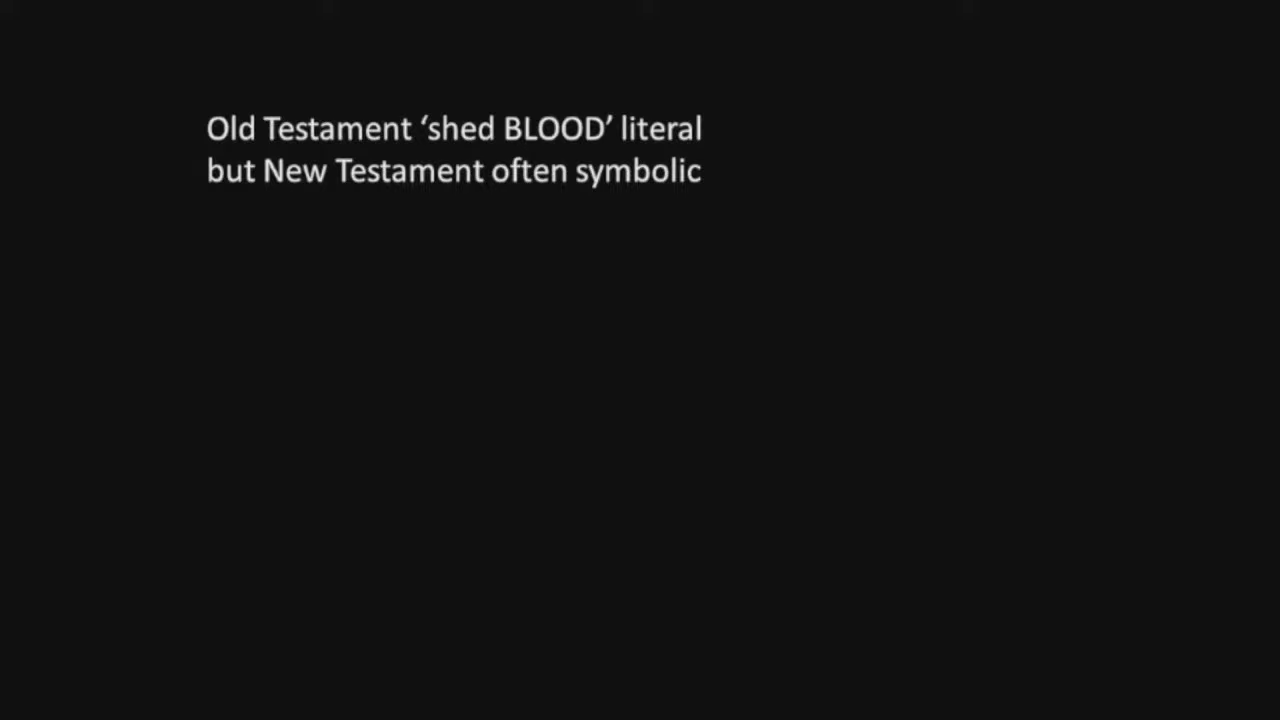 Old Testament ‘shed BLOOD’ literal
but New Testament often symbolic